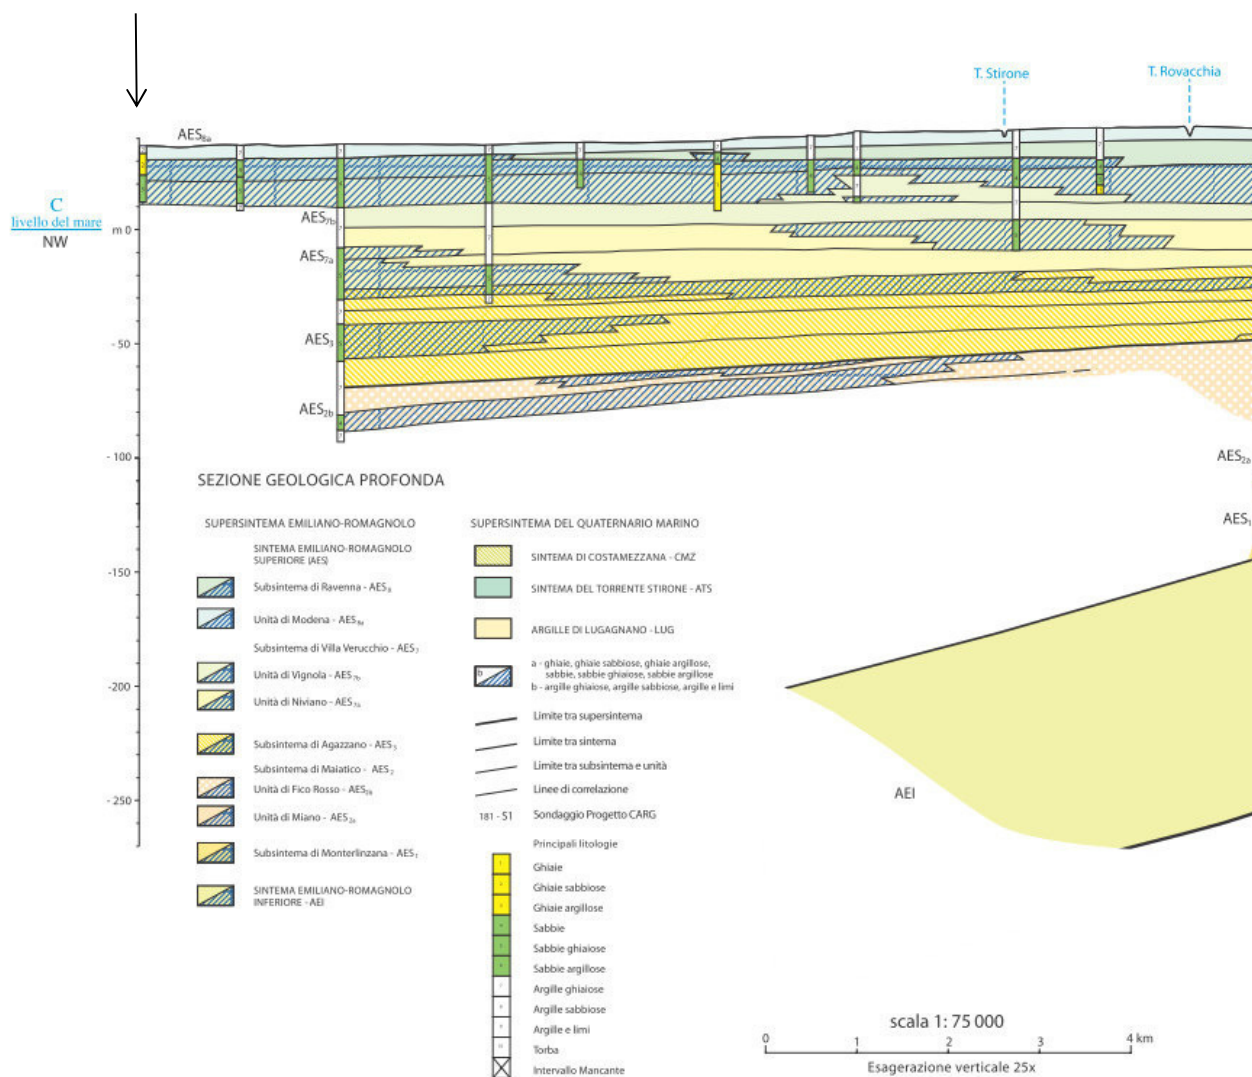 T. Stirone
T. Rovacchia
AES8a
C
livello del mare
NW
m 0
AES7b
AES7a
- 50
AES3
AES2b
- 100
AES2a
AES1
SEZIONE GEOLOGICA PROFONDA
SUPERSINTEMA EMILIANO-ROMAGNOLO
SINTEMA EMILIANO-ROMAGNOLO
SUPERIORE (AES)
Subsintema di Ravenna - AES8
Unità di Modena - AES8a
Subsintema di Villa Verucchio - AES7
Unità di Vignola - AES7b
Unità di Niviano - AES7a
Subsintema di Agazzano - AES3
Subsintema di Maiatico - AES2
Unità di Fico Rosso - AES2b
Unità di Miano - AES2a
Subsintema di Monterlinzana - AES1
SINTEMA EMILIANO-ROMAGNOLO
INFERIORE - AEI
-150
-200
- 250
SUPERSINTEMA DEL QUATERNARIO MARINO
SINTEMA DI COSTAMEZZANA - CMZ
SINTEMA DEL TORRENTE STIRONE - ATS
ARGILLE DI LUGAGNANO - LUG
b
a - ghiaie, ghiaie sabbiose, ghiaie argillose,
sabbie, sabbie ghiaiose, sabbie argillose
b - argille ghiaiose, argille sabbiose, argille e limi
Limite tra supersintema
Limite tra sintema
Limite tra subsintema e unità
Linee di correlazione
181 - S1 Sondaggio Progetto CARG
Principali litologie
Ghiaie
Ghiaie sabbiose
Ghiaie argillose
Sabbie
Sabbie ghiaiose
Sabbie argillose
Argille ghiaiose
Argille sabbiose
Argille e limi
Torba
Intervallo Mancante
AEI
scala 1: 75 000
0 1 2 3 4 km
Esagerazione verticale 25x